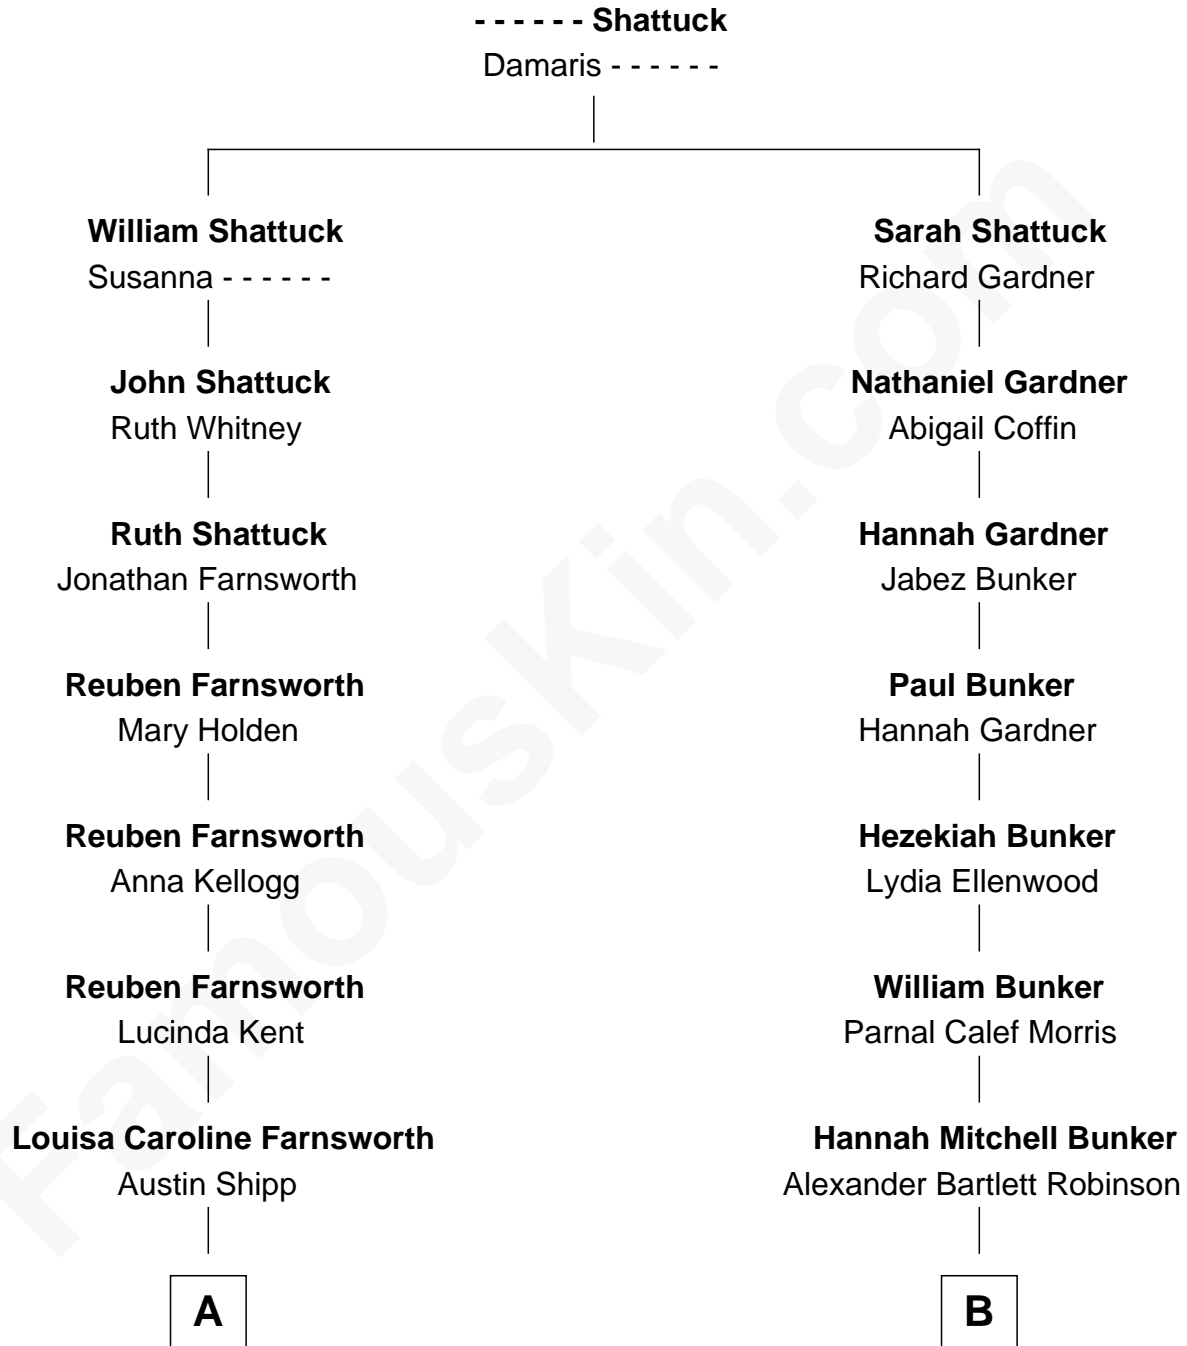 - - - - - - Shattuck
Damaris - - - - - -
William Shattuck
Susanna - - - - - -
John Shattuck
Ruth Whitney
Ruth Shattuck
Jonathan Farnsworth
Reuben Farnsworth
Mary Holden
Reuben Farnsworth
Anna Kellogg
Reuben Farnsworth
Lucinda Kent
Louisa Caroline Farnsworth
Austin Shipp
A
Sarah Shattuck
Richard Gardner
Nathaniel Gardner
Abigail Coffin
Hannah Gardner
Jabez Bunker
Paul Bunker
Hannah Gardner
Hezekiah Bunker
Lydia Ellenwood
William Bunker
Parnal Calef Morris
Hannah Mitchell Bunker
Alexander Bartlett Robinson
B
FamousKin.com